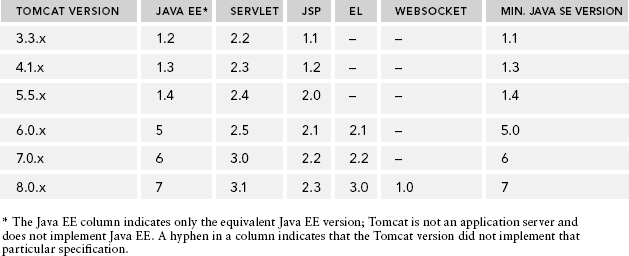 TOMCAT VERSION JAVA EE* SERVLET JSP EL WEBSOCKET MIN. JAVA SE VERSION
3.3.x 1.2 2.2 1.1 – – 1.1
4.1.x 1.3 2.3 1.2 – – 1.3
5.5.x 1.4 2.4 2.0 – – 1.4
6.0.x 5 2.5 2.1 2.1 – 5.0
7.0.x 6 3.0 2.2 2.2 – 6
8.0.x 7 3.1 2.3 3.0 1.0 7
* The Java EE column indicates only the equivalent Java EE version; Tomcat is not an application server and
does not implement Java EE. A hyphen in a column indicates that the Tomcat version did not implement that
particular specification.